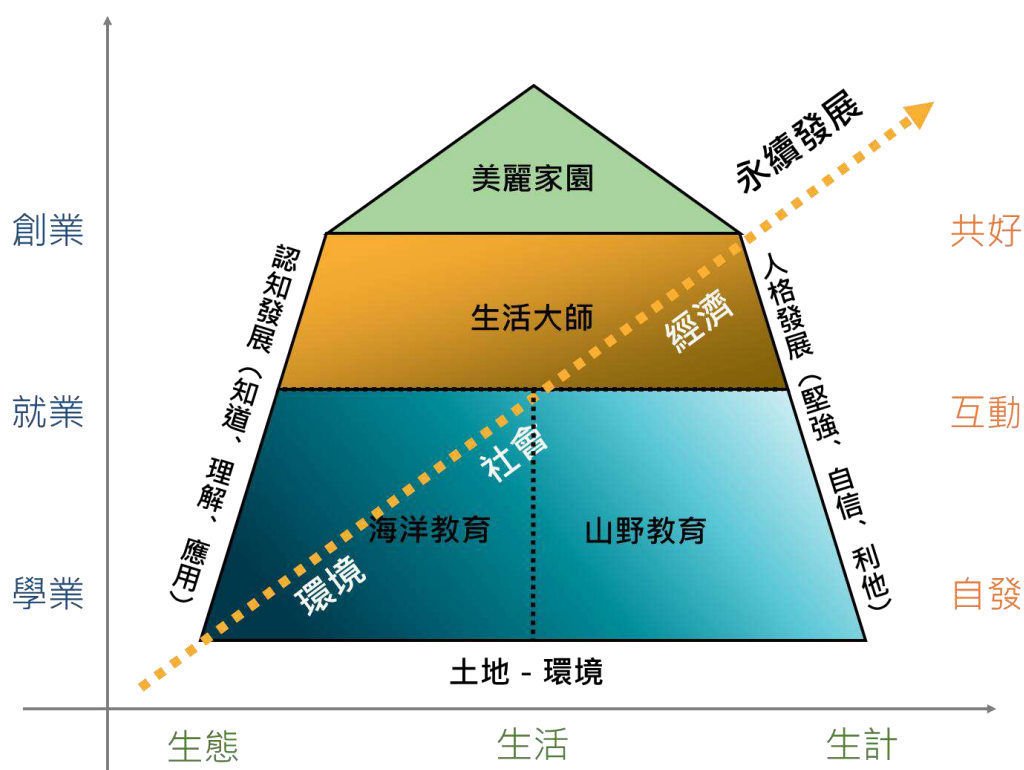 永續發展
美麗家園
創業
共好
認知發展（知道、理解、應用）
人格發展（堅強、自信、利他）
生活大師
經濟
就業
互動
社會
海洋教育
山野教育
環境
學業
自發
土地－環境
生態
生活
生計